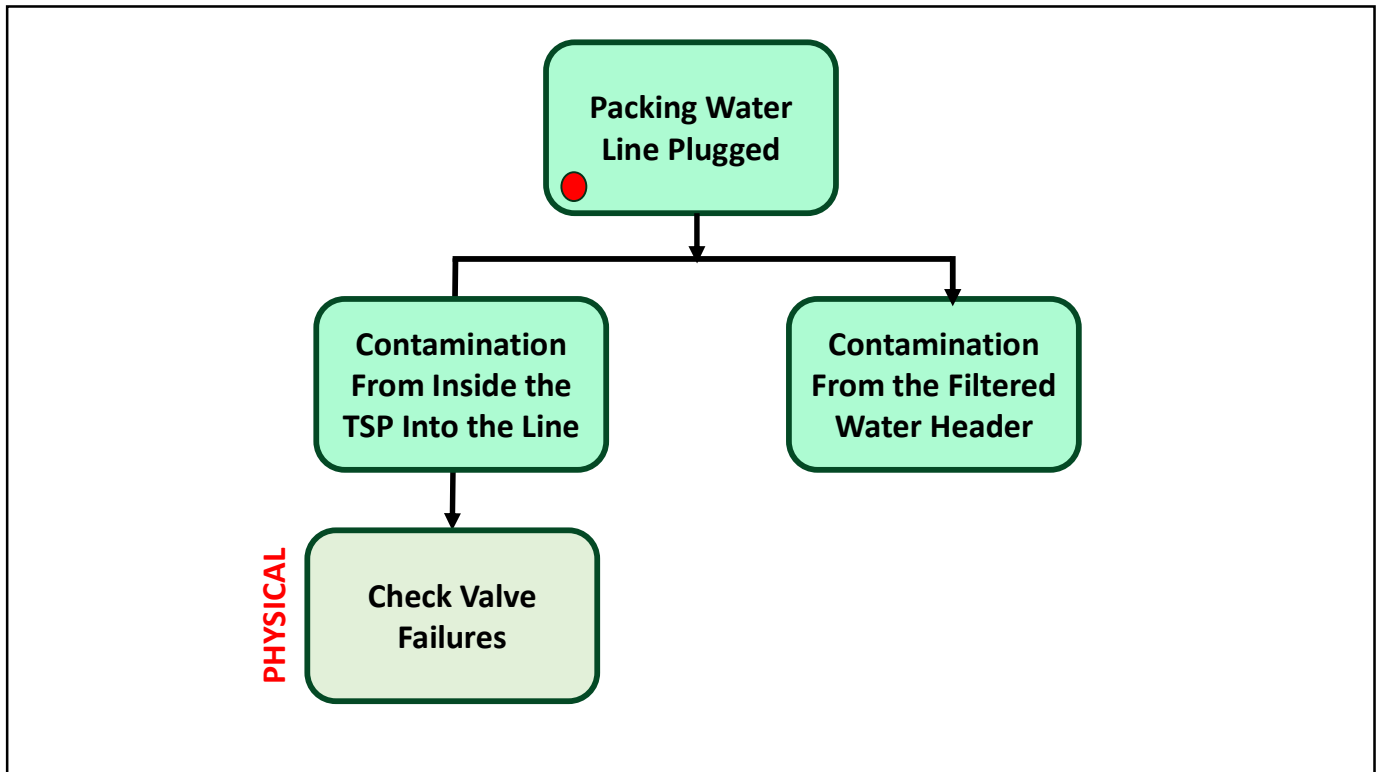 Packing Water
Line Plugged
Contamination
From Inside the
TSP Into the Line
Contamination
From the Filtered
Water Header
PHYSICAL
Check Valve
Failures